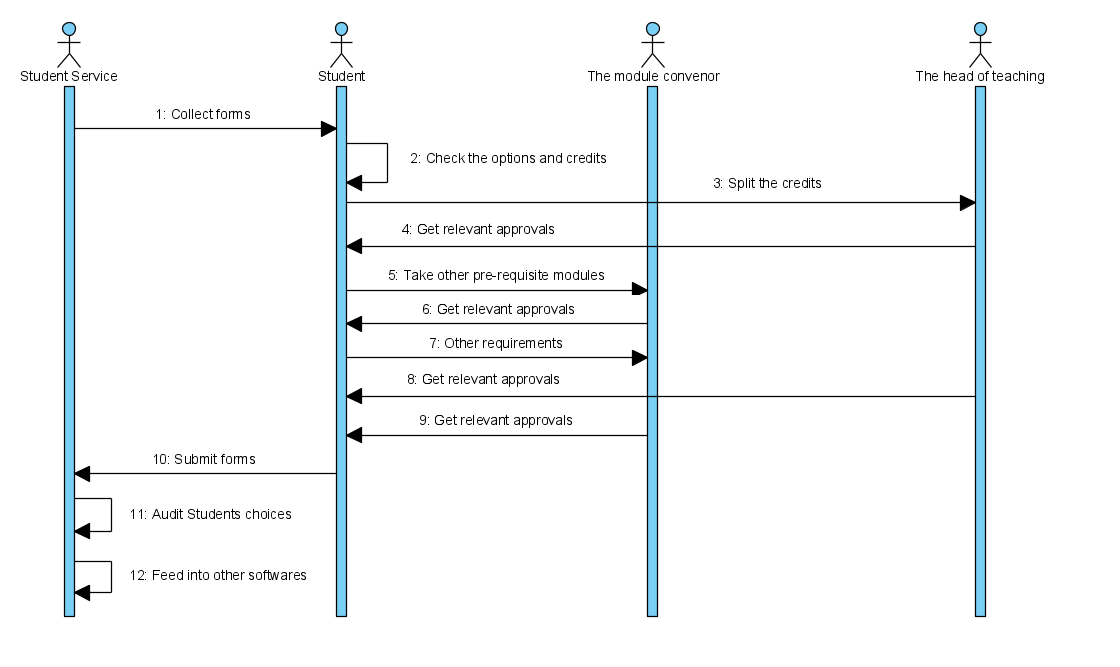 Student Service
Student
The module convenor
The head of teaching
1: Collect forms
2: Check the options and credits
3: Split the credits
4: Get relevant approvals
5: Take other pre-requisite modules
6: Get relevant approvals
7: Other requirements
8: Get relevant approvals
9: Get relevant approvals
10: Submit forms
11: Audit Students choices
12: Feed into other softwares